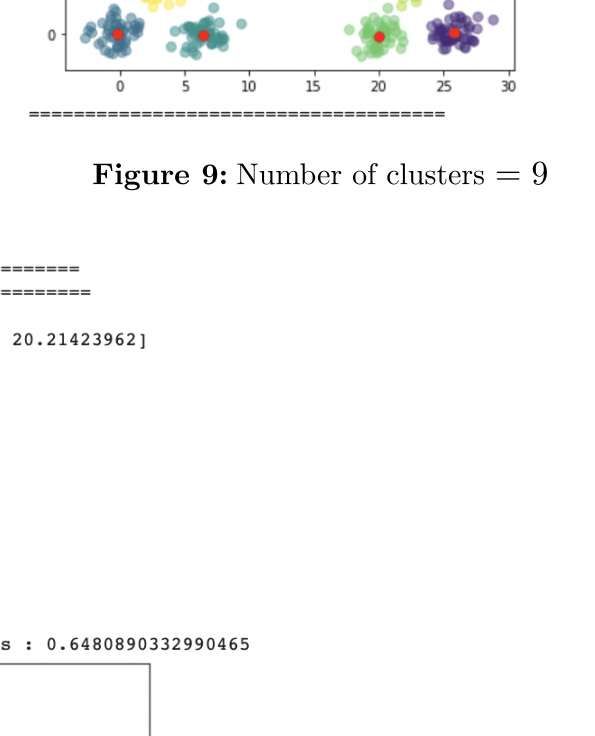 0
0 5 10 15 20 25 30
=====================================
Figure 9: Number of clusters = 9
=======
========
20.21423962]
s : 0.6480890332990465